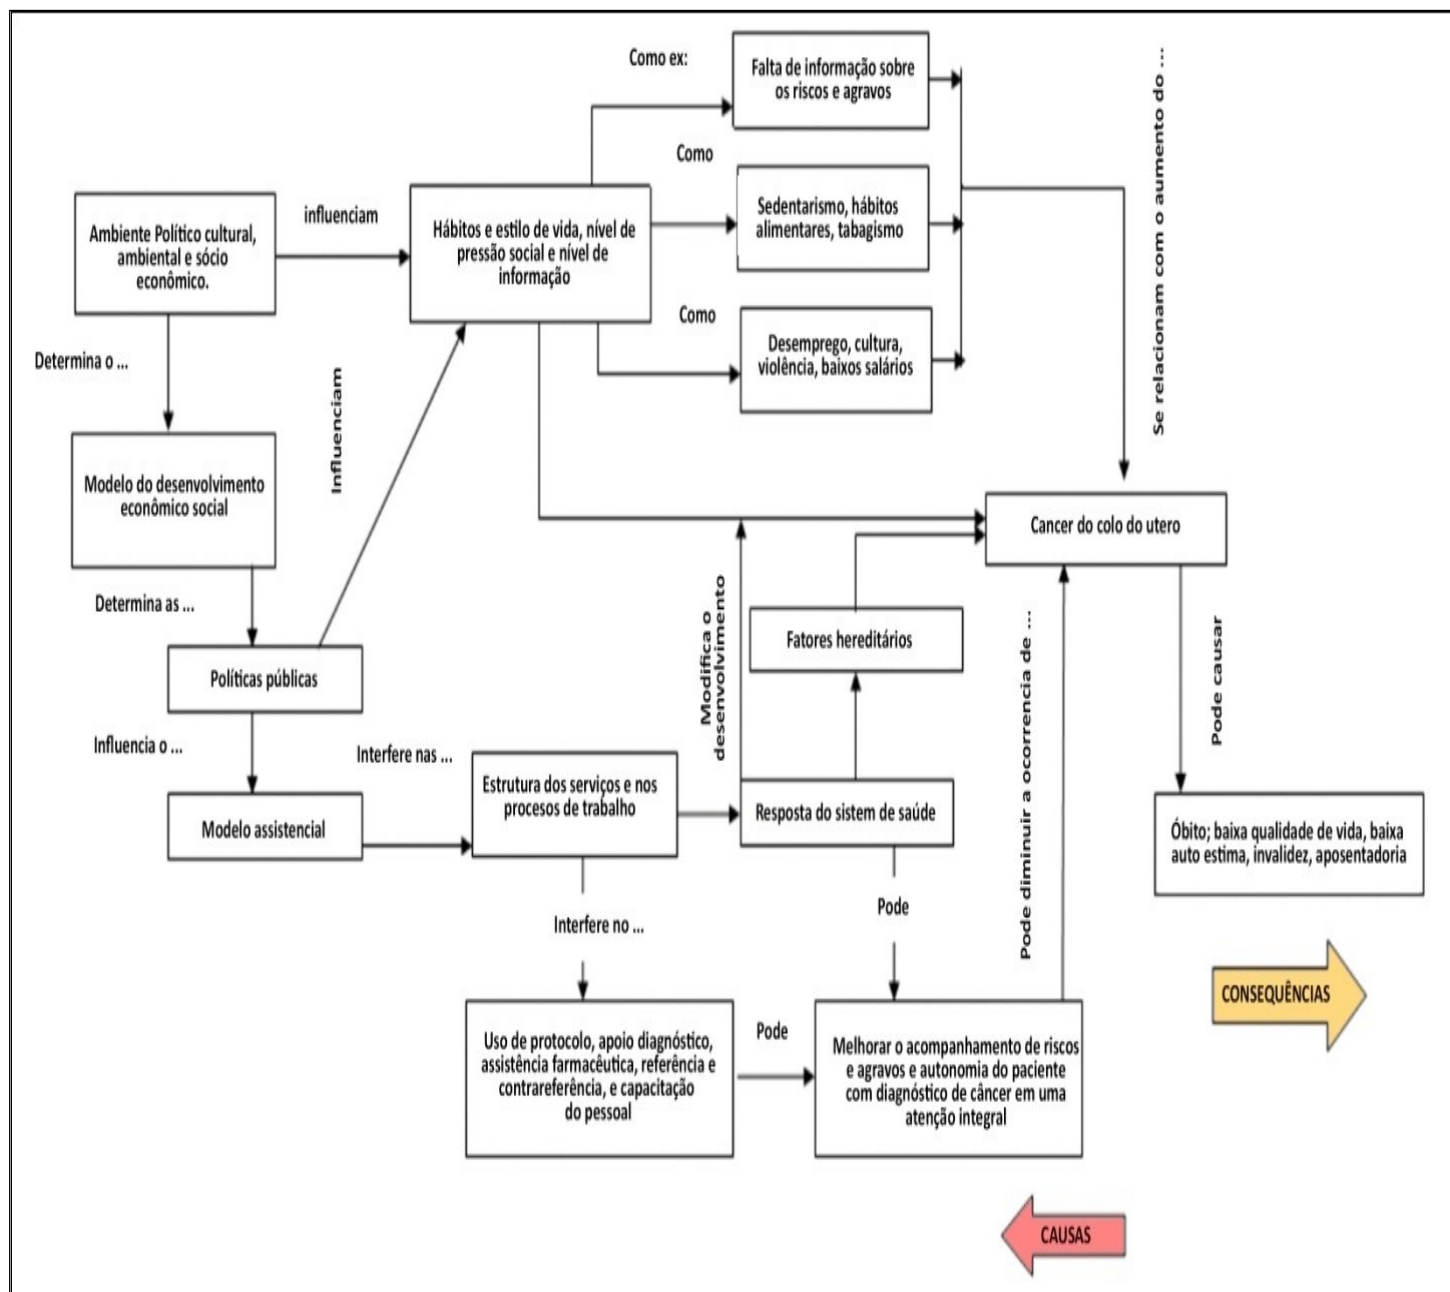 Como ex:
Falta de informação sobre
os riscos e agravos
Se relacionam com o aumento do ...
Como
Ambiente Político cultural,
ambiental e sócio
econômico.
influenciam
Hábitos e estilo de vida, nível de
pressão social e nível de
informação
Sedentarismo, hábitos
alimentares, tabagismo
Como
Desemprego, cultura,
violência, baixos salários
Determina o ...
Influenciam
Modelo do desenvolvimento
econômico social
Cancer do colo do utero
Determina as ...
Modifica o
desenvolvimento
Fatores hereditários
Pode diminuir a ocorrencia de ...
Pode causar
Políticas públicas
Influencia o ...
Interfere nas ...
Modelo assistencial
Estrutura dos serviços e nos
procesos de trabalho
Resposta do sistem de saúde
Óbito; baixa qualidade de vida, baixa
auto estima, invalidez, aposentadoria
Interfere no ...
Pode
CONSEQUÊNCIAS
Uso de protocolo, apoio diagnóstico,
assistência farmacêutica, referência e
contrareferência, e capacitação
do pessoal
Pode
Melhorar o acompanhamento de riscos
e agravos e autonomia do paciente
com diagnóstico de câncer em uma
atenção integral
CAUSAS